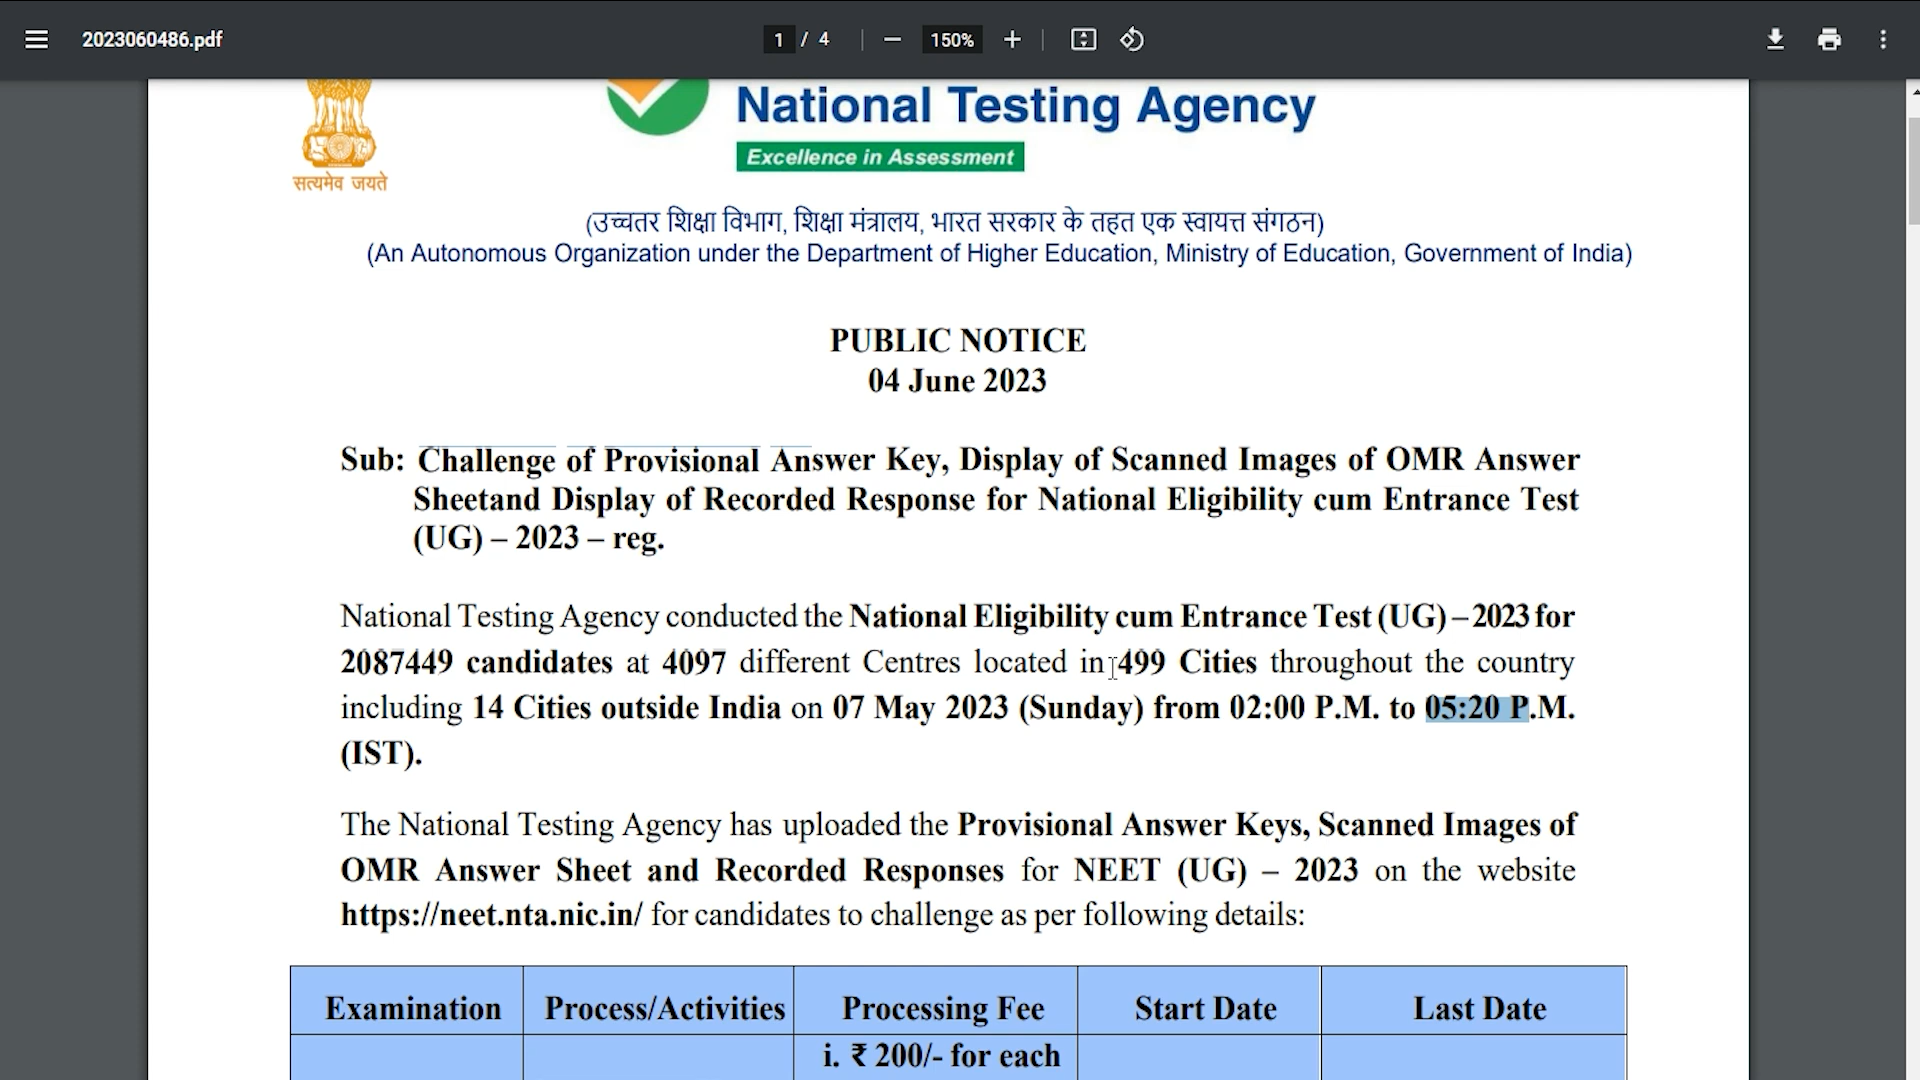 2023060486.pdf
1 / 4
150%
National Testing Agency
Excellence in Assessment
सत्यमेव जयते
(उच्चतर शिक्षा विभाग, शिक्षा मंत्रालय, भारत सरकार के तहत एक स्वायत्त संगठन)
(An Autonomous Organization under the Department of Higher Education, Ministry of Education, Government of India)
PUBLIC NOTICE
04 June 2023
Sub: Challenge of Provisional Answer Key, Display of Scanned Images of OMR Answer
Sheetand Display of Recorded Response for National Eligibility cum Entrance Test
(UG) – 2023 – reg.
National Testing Agency conducted the National Eligibility cum Entrance Test (UG) – 2023 for
2087449 candidates at 4097 different Centres located in 499 Cities throughout the country
including 14 Cities outside India on 07 May 2023 (Sunday) from 02:00 P.M. to 05:20 P.M.
(IST).
The National Testing Agency has uploaded the Provisional Answer Keys, Scanned Images of
OMR Answer Sheet and Recorded Responses for NEET (UG) – 2023 on the website
https://neet.nta.nic.in/ for candidates to challenge as per following details:
Examination Process/Activities Processing Fee Start Date Last Date
i. ₹ 200/- for each